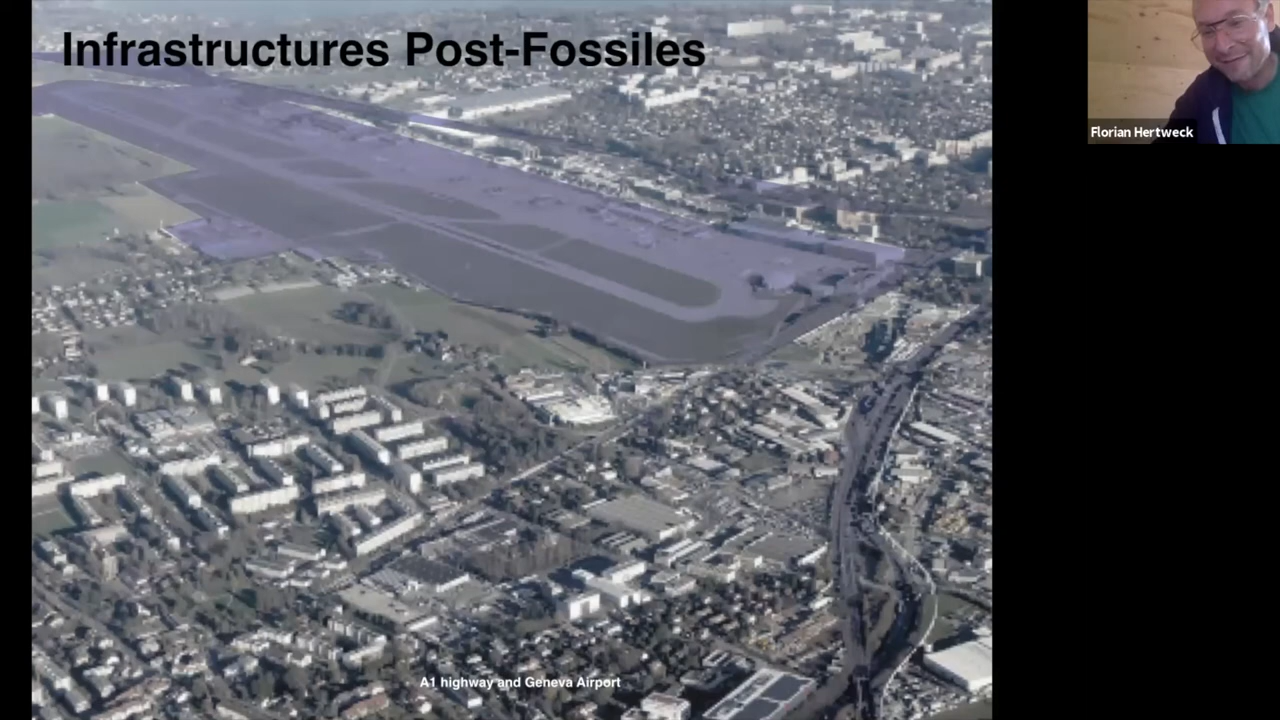 Infrastructures Post-Fossiles
Florian Hertweck
A1 highway and Geneva Airport